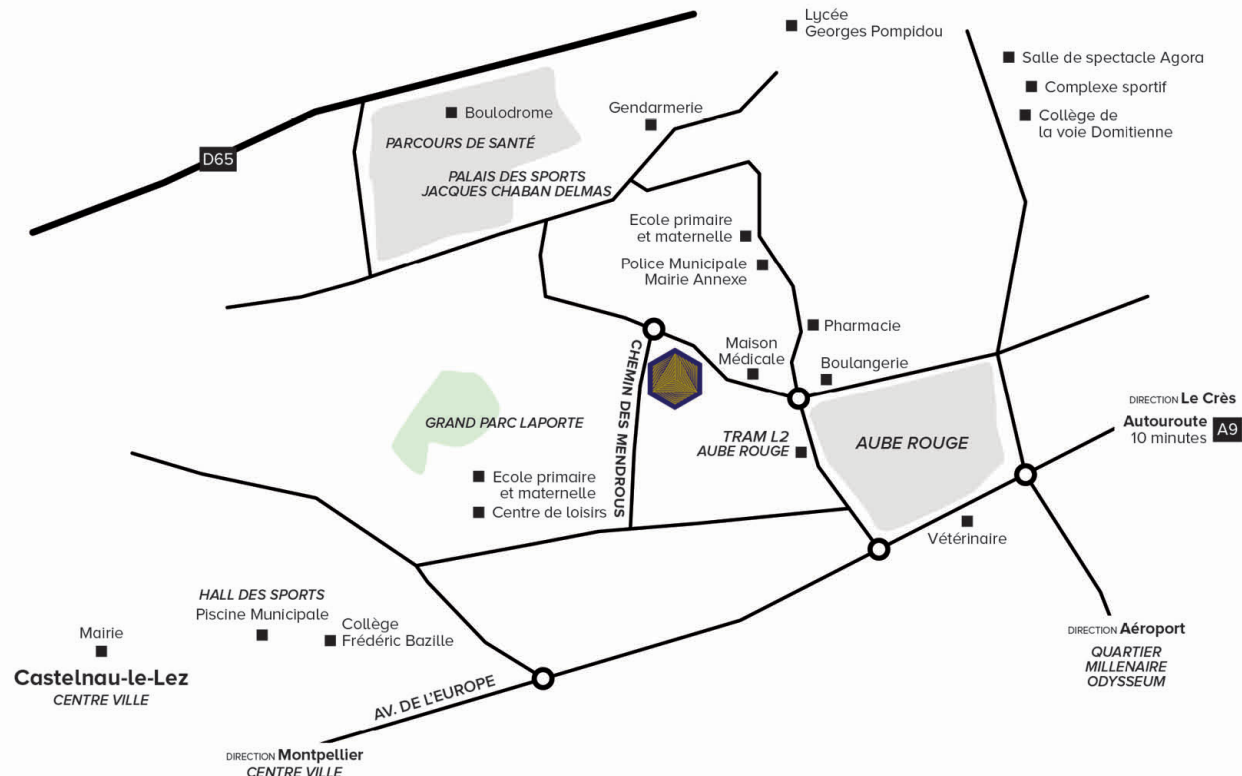 Lycée
Georges Pompidou
Salle de spectacle Agora
Complexe sportif
Collège de
la voie Domitienne
Boulodrome
Gendarmerie
PARCOURS DE SANTÉ
D65
PALAIS DES SPORTS
JACQUES CHABAN DELMAS
Ecole primaire
et maternelle
Police Municipale
Mairie Annexe
Pharmacie
Maison
Médicale
Boulangerie
CHEMIN DES MENDROUS
GRAND PARC LAPORTE
TRAM L2
AUBE ROUGE
AUBE ROUGE
DIRECTION Le Crès
Autouroute A9
10 minutes
Ecole primaire
et maternelle
Centre de loisirs
Vétérinaire
HALL DES SPORTS
Piscine Municipale
Collège
Frédéric Bazille
Mairie
Castelnau-le-Lez
CENTRE VILLE
DIRECTION Aéroport
QUARTIER
MILLENAIRE
ODYSSEUM
AV. DE L'EUROPE
DIRECTION Montpellier
CENTRE VILLE